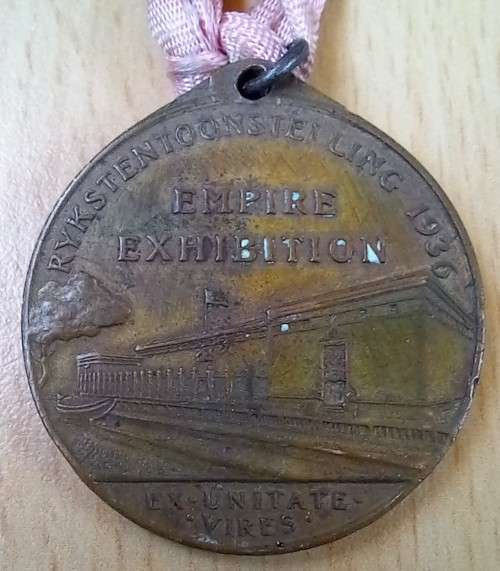 RYKSTENTOONSTELLING 1936
EMPIRE
EXHIBITION
EX·UNITATE·
·VIRES·